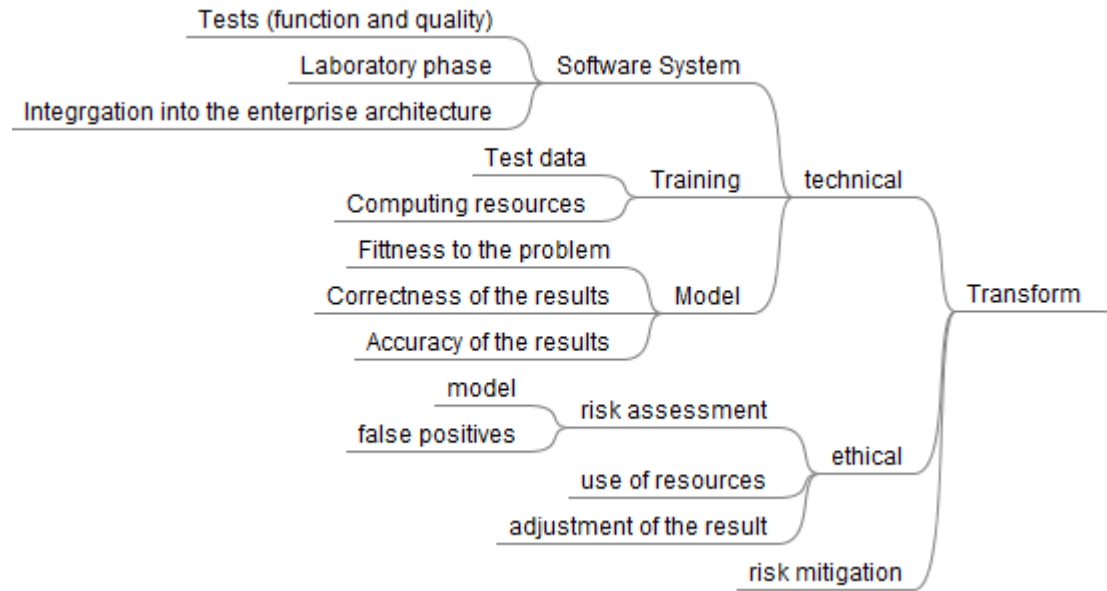 Tests (function and quality)
Laboratory phase
Software System
Integrgation into the enterprise architecture
Test data
Training
technical
Computing resources
Fittness to the problem
Correctness of the results
Model
Transform
Accuracy of the results
model
risk assessment
false positives
ethical
use of resources
adjustment of the result
risk mitigation